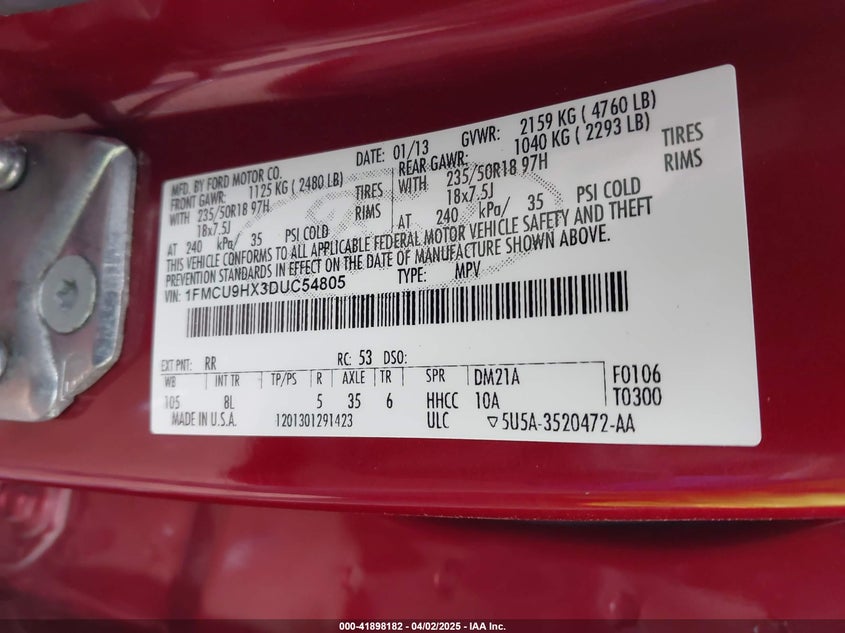 MFD. BY FORD MOTOR CO. DATE: 01/13 GVWR: 2159 KG ( 4760 LB)
FRONT GAWR: 1125 KG ( 2480 LB) REAR GAWR: 1040 KG ( 2293 LB)
WITH 235/50R18 97H TIRES WITH 235/50R18 97H TIRES
18x7.5J RIMS 18x7.5J RIMS
AT 240 kPa/ 35 PSI COLD AT 240 kPa/ 35 PSI COLD
THIS VEHICLE CONFORMS TO ALL APPLICABLE FEDERAL MOTOR VEHICLE SAFETY AND THEFT
PREVENTION STANDARDS IN EFFECT ON THE DATE OF MANUFACTURE SHOWN ABOVE.
VIN: 1FMCU9HX3DUC54805 TYPE: MPV
EXT PNT: RR RC: 53 DSO:
WB INT TR TP/PS R AXLE TR SPR DM21A F0106
105 8L 5 35 6 HHCC 10A T0300
MADE IN U.S.A. 1201301291423 ULC ▽5U5A-3520472-AA
000-41898182 | 04/02/2025 - IAA Inc.